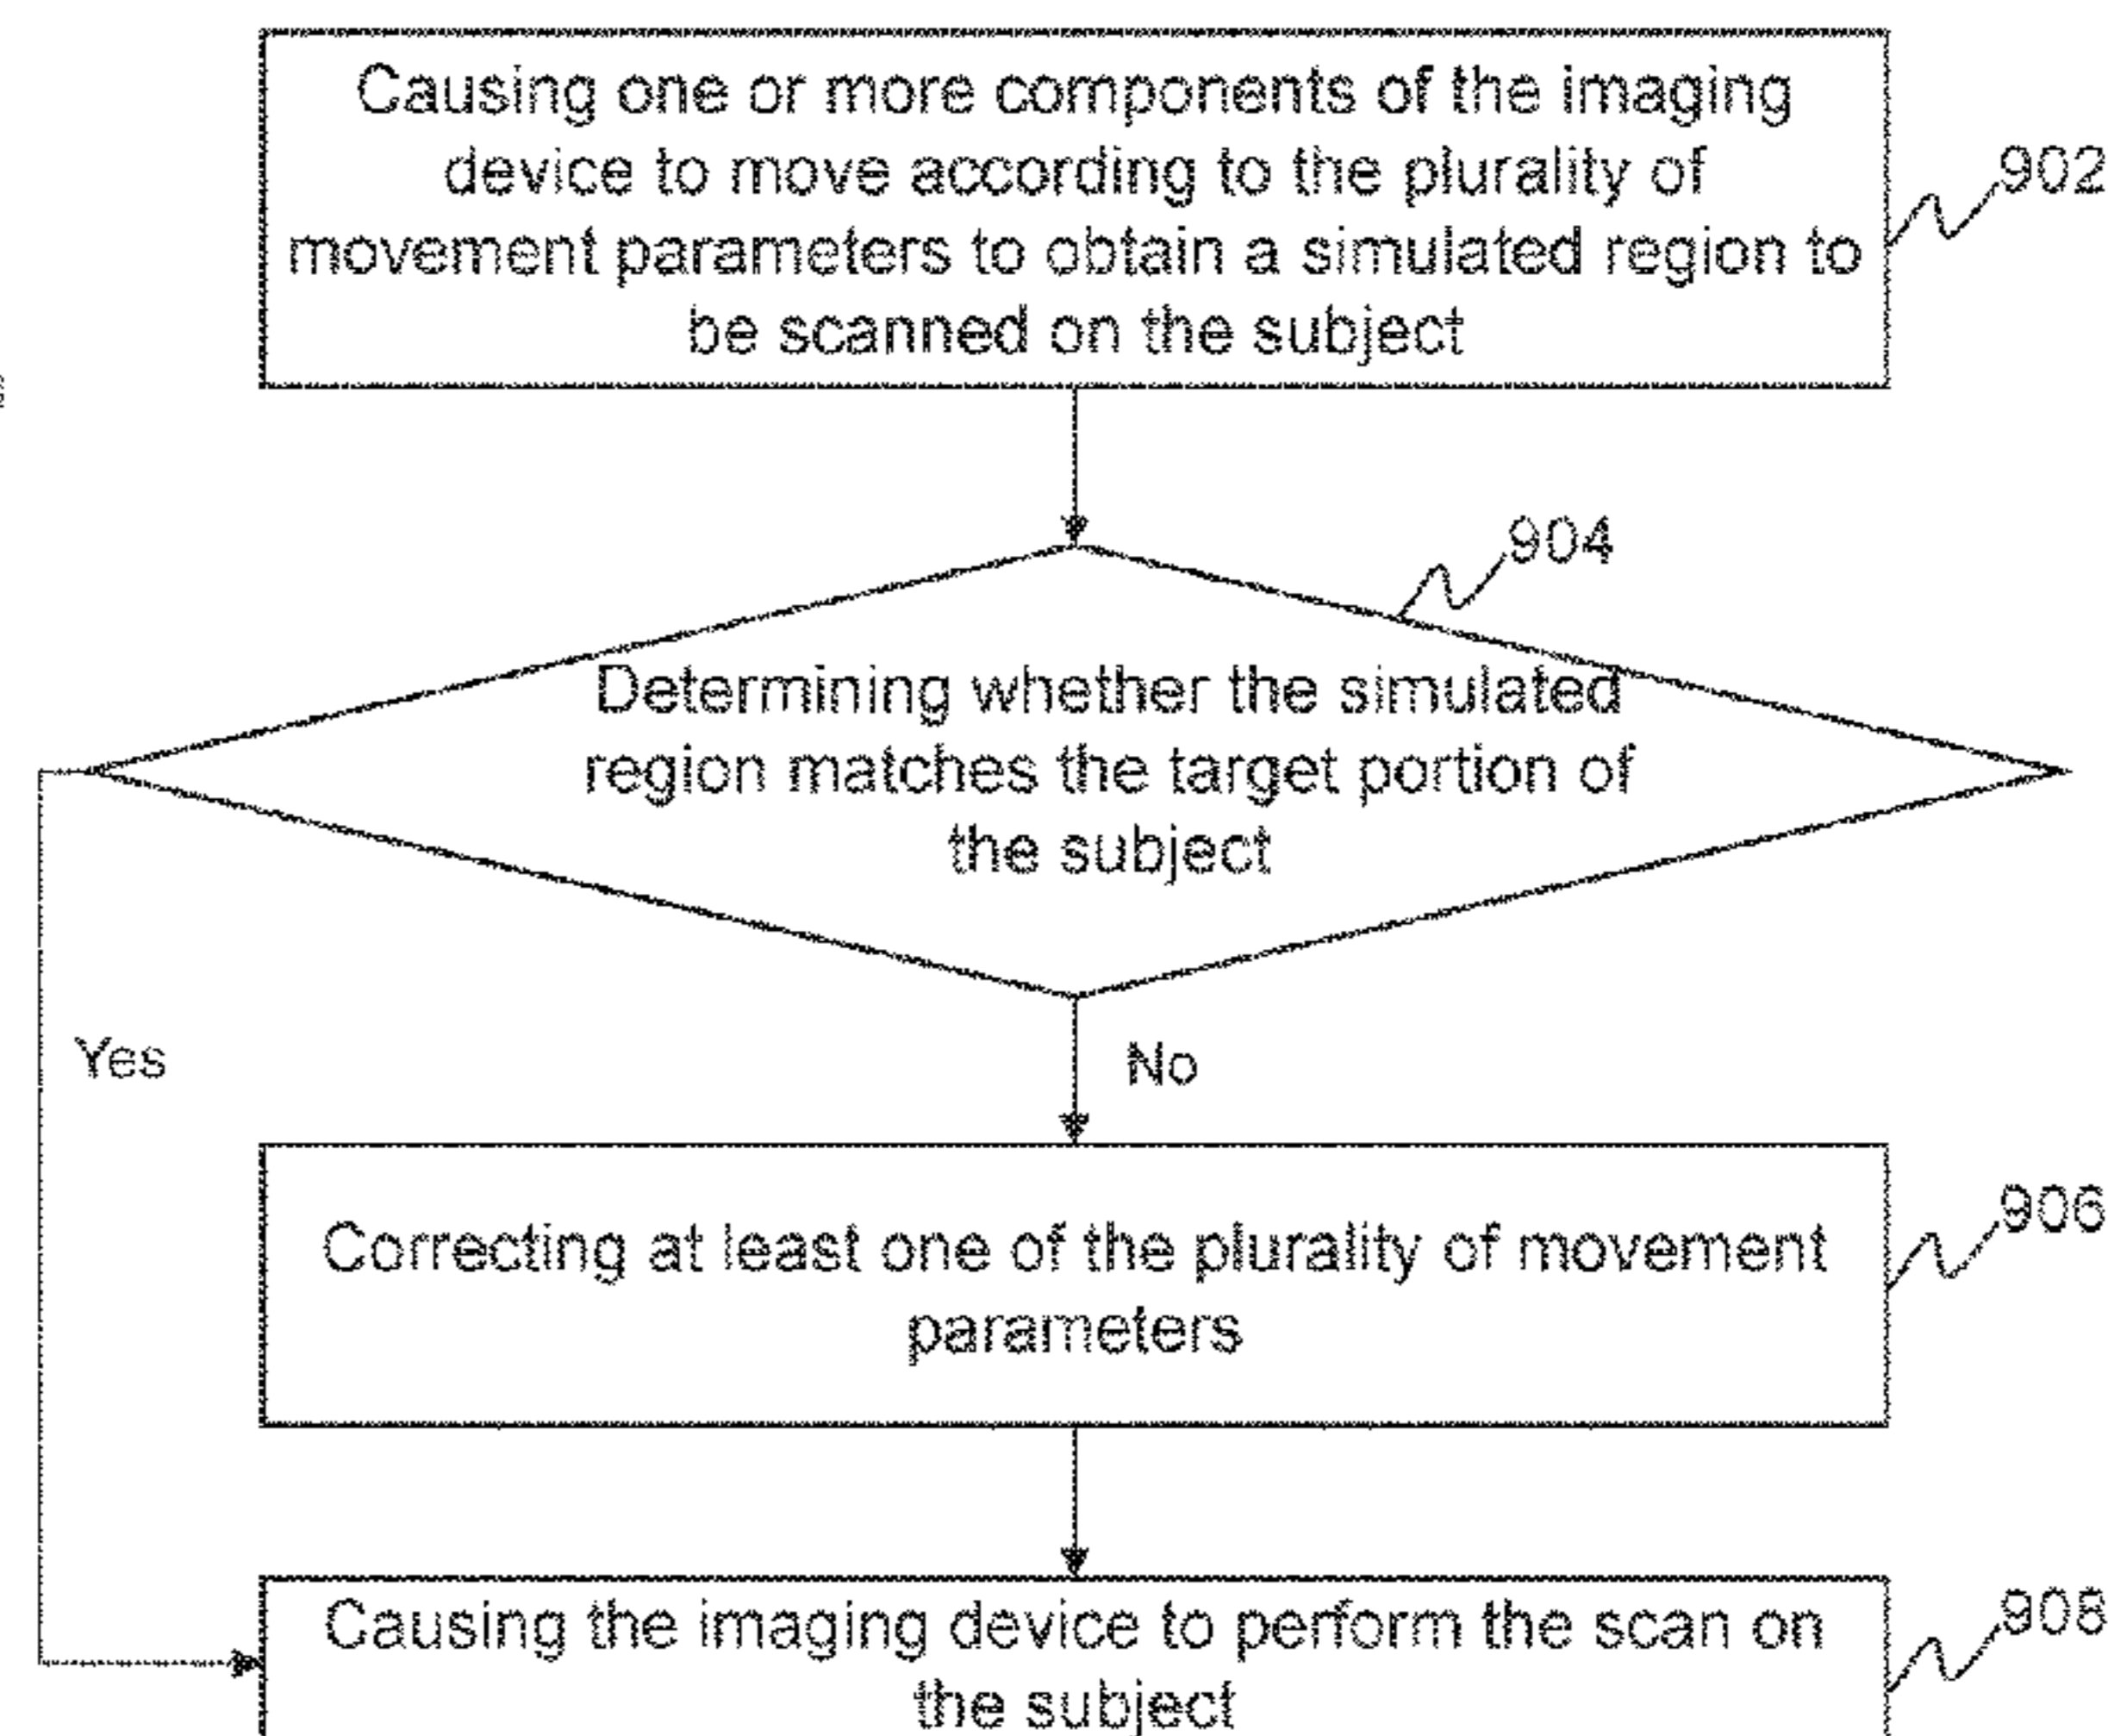 Causing one or more components of the imaging
device to move according to the plurality of
movement parameters to obtain a simulated region to
be scanned on the subject
902
904
Determining whether the simulated
region matches the target portion of
the subject
Yes
No
Correcting at least one of the plurality of movement
parameters
906
Causing the imaging device to perform the scan on
the subject
908